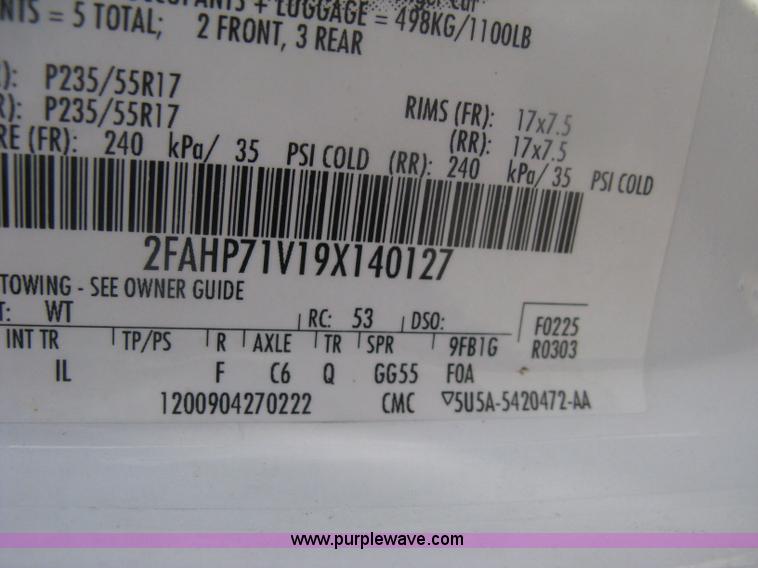 + LUGGAGE = 498KG/1100LB
NTS = 5 TOTAL; 2 FRONT, 3 REAR
): P235/55R17
R): P235/55R17
RIMS (FR): 17x7.5
(RR): 17x7.5
RE (FR): 240 kPa/ 35 PSI COLD (RR): 240 kPa/ 35 PSI COLD
2FAHP71V19X140127
TOWING - SEE OWNER GUIDE
T: WT RC: 53 DSO: F0225
INT TR TP/PS R AXLE TR SPR 9FB1G R0303
IL F C6 Q GG55 F0A
1200904270222 CMC ▽5U5A-5420472-AA
www.purplewave.com